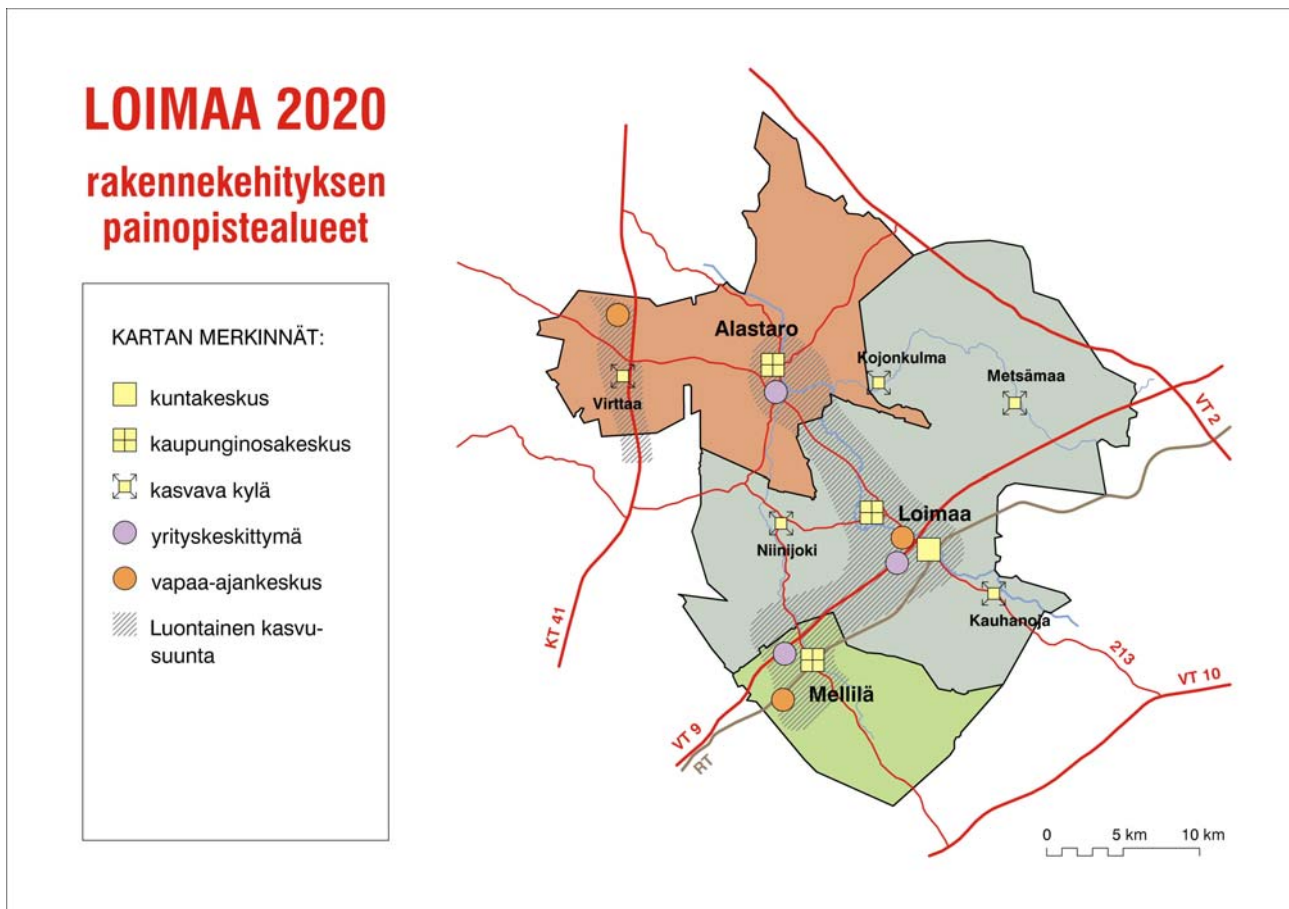 LOIMAA 2020
rakennekehityksen
painopistealueet
KARTAN MERKINNÄT:
kuntakeskus
kaupunginosakeskus
kasvava kylä
yrityskeskittymä
vapaa-ajankeskus
Luontainen kasvu-
suunta
Alastaro
Kojonkulma
Metsämaa
Virttaa
VT 2
Loimaa
Niinijoki
Kauhanoja
KT 41
213
VT 10
Mellilä
VT 9
RT
0 5 km 10 km